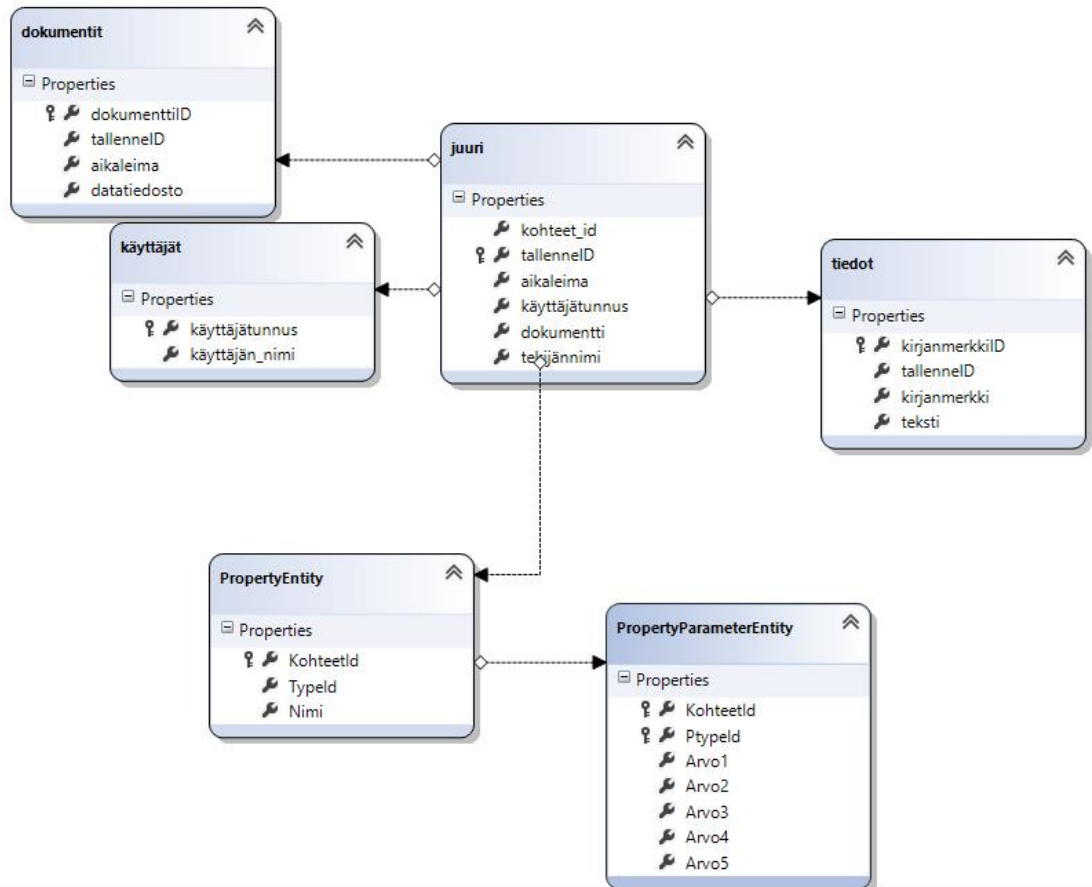 dokumentit
Properties
dokumenttiID
tallenneID
aikaleima
datatiedosto
käyttäjät
Properties
käyttäjätunnus
käyttäjän_nimi
juuri
Properties
kohteet_id
tallenneID
aikaleima
käyttäjätunnus
dokumentti
tekijännimi
tiedot
Properties
kirjanmerkkiID
tallenneID
kirjanmerkki
teksti
PropertyEntity
Properties
KohteetId
TypeId
Nimi
PropertyParameterEntity
Properties
KohteetId
PtypeId
Arvo1
Arvo2
Arvo3
Arvo4
Arvo5